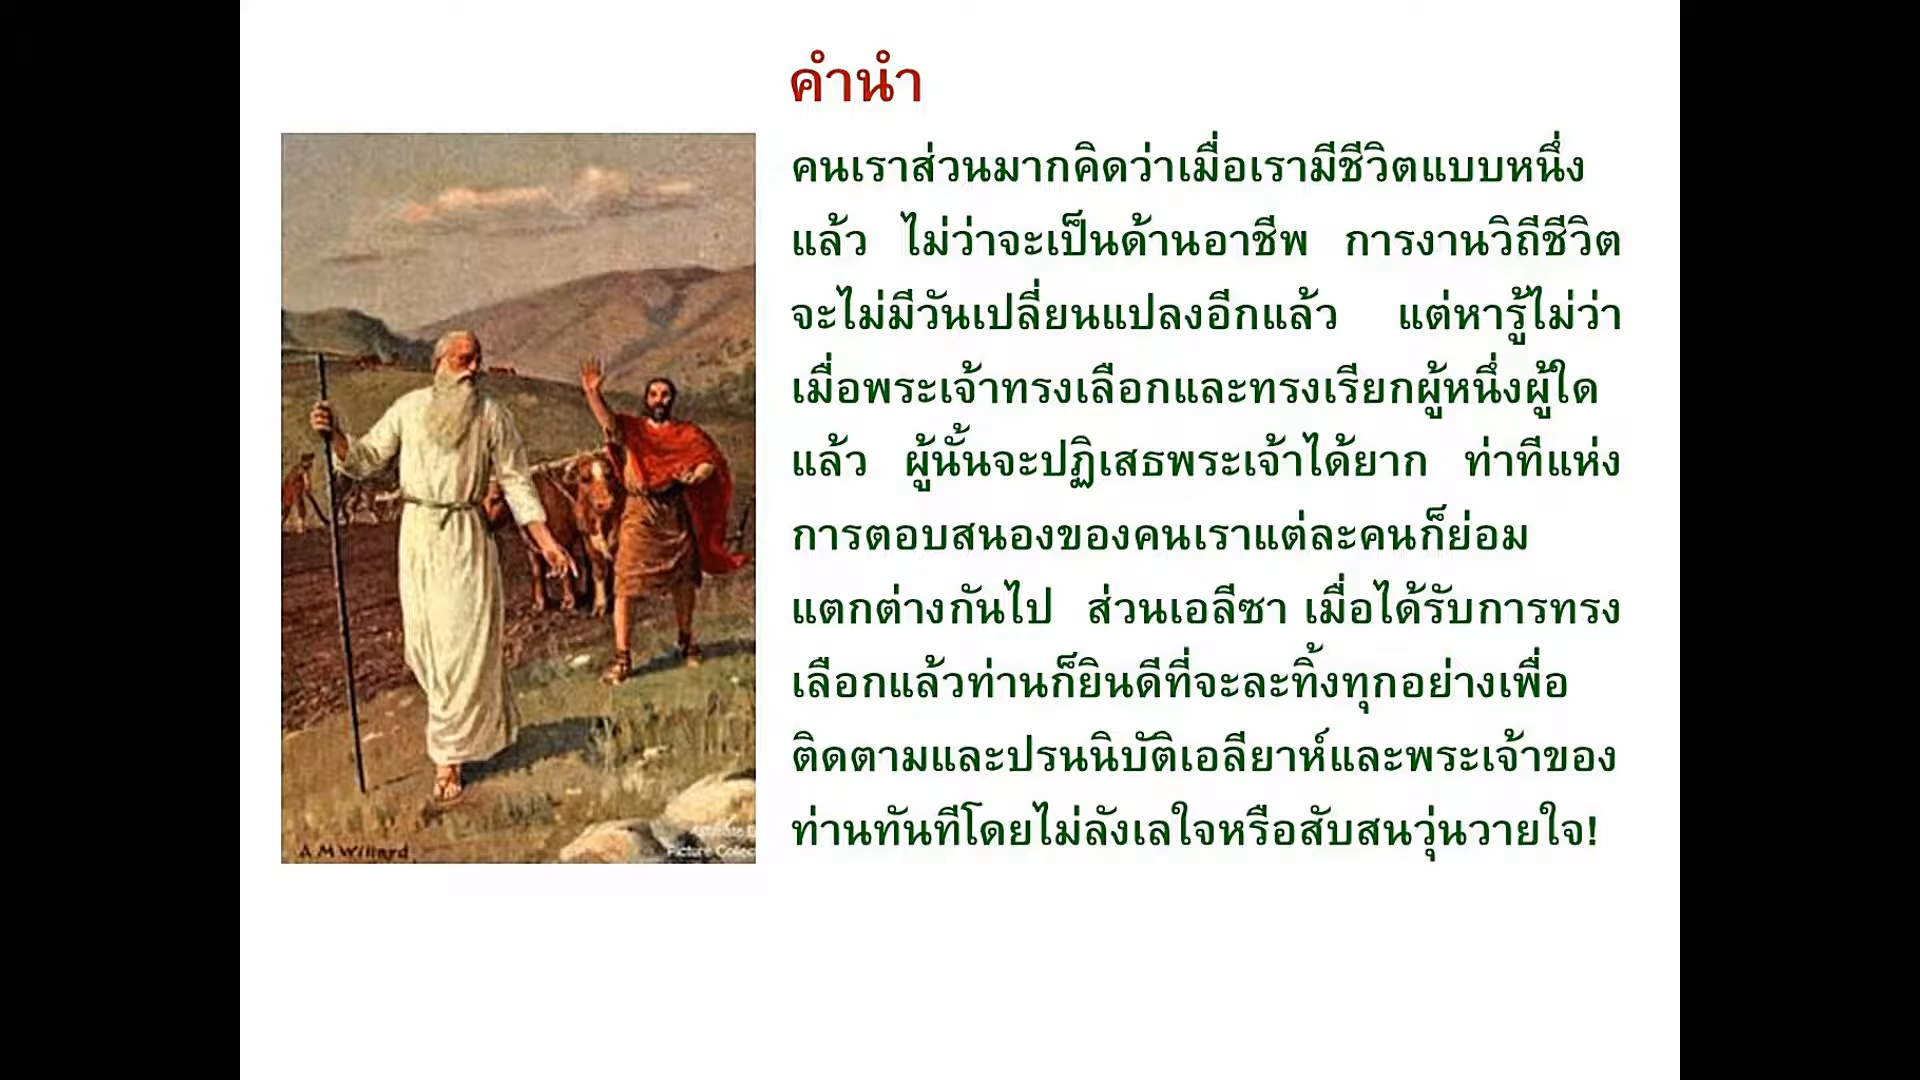 คำนำ
คนเราส่วนมากคิดว่าเมื่อเรามีชีวิตแบบหนึ่ง
แล้ว ไม่ว่าจะเป็นด้านอาชีพ การงานวิถีชีวิต
จะไม่มีวันเปลี่ยนแปลงอีกแล้ว แต่หารู้ไม่ว่า
เมื่อพระเจ้าทรงเลือกและทรงเรียกผู้หนึ่งผู้ใด
แล้ว ผู้นั้นจะปฏิเสธพระเจ้าได้ยาก ท่าทีแห่ง
การตอบสนองของคนเราแต่ละคนก็ย่อม
แตกต่างกันไป ส่วนเอลีซา เมื่อได้รับการทรง
เลือกแล้วท่านก็ยินดีที่จะละทิ้งทุกอย่างเพื่อ
ติดตามและปรนนิบัติเอลียาห์และพระเจ้าของ
ท่านทันทีโดยไม่ลังเลใจหรือสับสนวุ่นวายใจ!
A M Willard
Picture